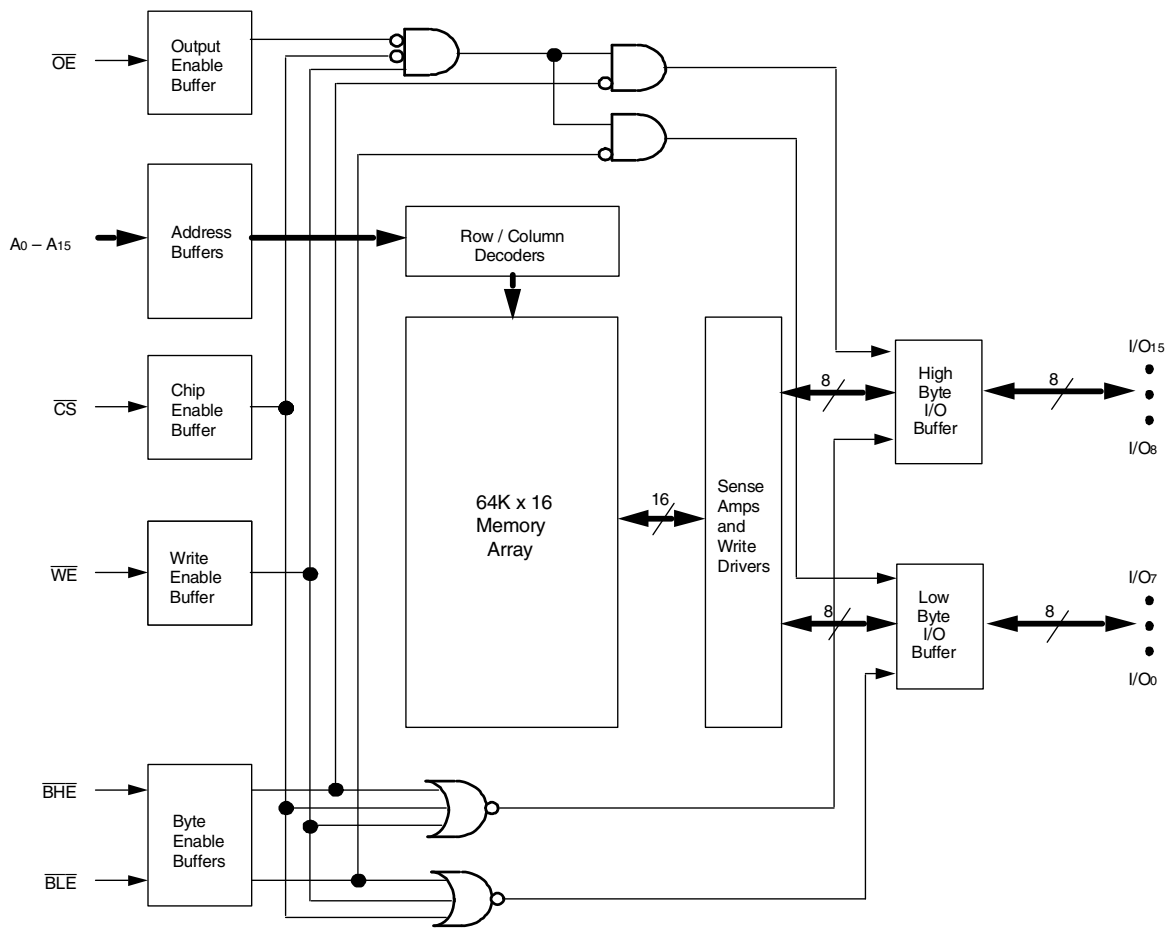 OE
Output
Enable
Buffer
A0 – A15
Address
Buffers
Row / Column
Decoders
CS
Chip
Enable
Buffer
64K x 16
Memory
Array
16
Sense
Amps
and
Write
Drivers
8
High
Byte
I/O
Buffer
8
I/O15
I/O8
WE
Write
Enable
Buffer
8
Low
Byte
I/O
Buffer
8
I/O7
I/O0
BHE
BLE
Byte
Enable
Buffers